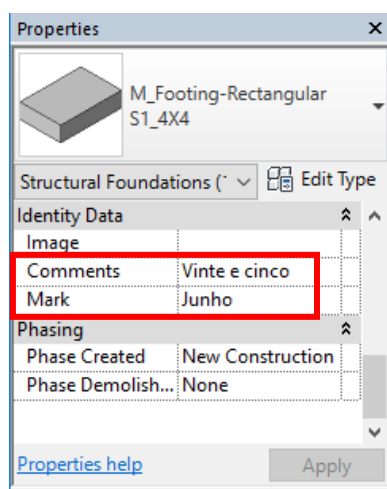 Properties
M_Footing-Rectangular
S1_4X4
Structural Foundations (
Edit Type
Identity Data
Image
Comments Vinte e cinco
Mark Junho
Phasing
Phase Created New Construction
Phase Demolish... None
Properties help
Apply